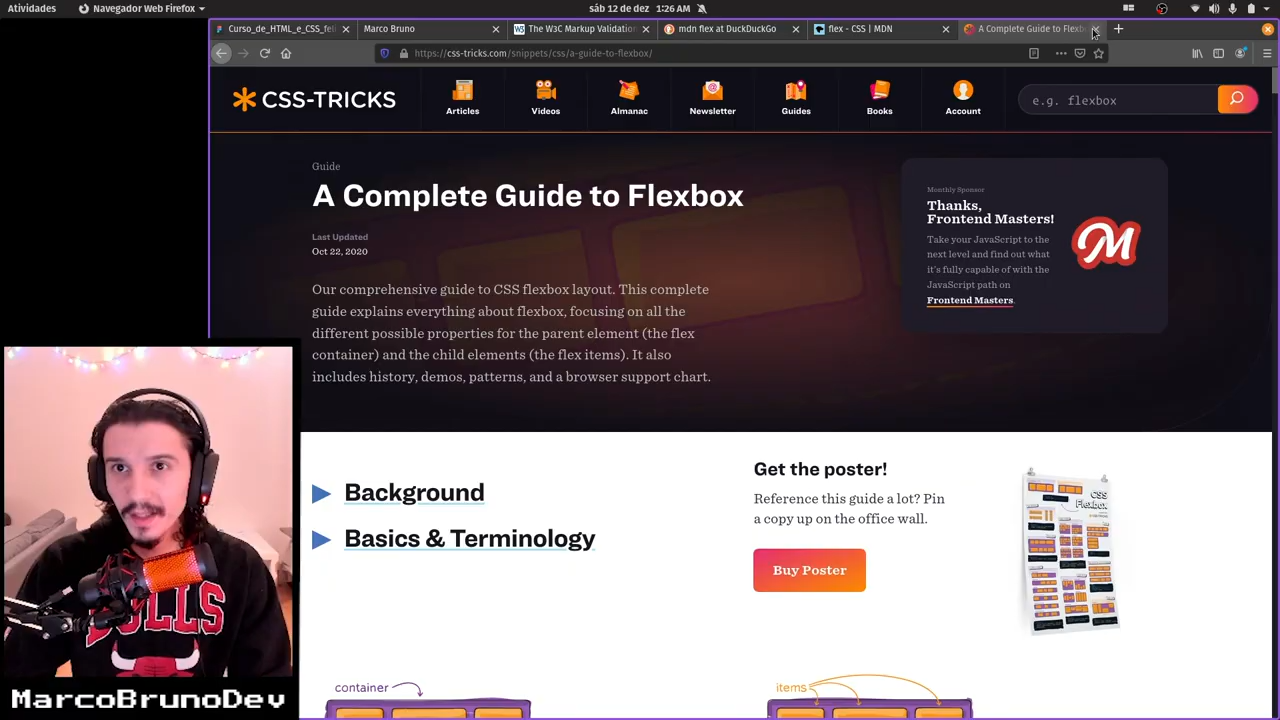 Atividades
Navegador Web Firefox
sáb 12 de dez 1:26 AM
Curso_de_HTML_e_CSS_feli
Marco Bruno
The W3C Markup Validation
mdn flex at DuckDuckGo
flex - CSS | MDN
A Complete Guide to Flexbo
https://css-tricks.com/snippets/css/a-guide-to-flexbox/
CSS-TRICKS
Articles
Videos
Almanac
Newsletter
Guides
Books
Account
e.g. flexbox
Guide
A Complete Guide to Flexbox
Last Updated
Oct 22, 2020
Our comprehensive guide to CSS flexbox layout. This complete
guide explains everything about flexbox, focusing on all the
different possible properties for the parent element (the flex
container) and the child elements (the flex items). It also
includes history, demos, patterns, and a browser support chart.
Monthly Sponsor
Thanks,
Frontend Masters!
Take your JavaScript to the
next level and find out what
it's fully capable of with the
JavaScript path on
Frontend Masters.
M
Background
Basics & Terminology
Get the poster!
Reference this guide a lot? Pin
a copy up on the office wall.
Buy Poster
CSS
Flexbox
container
items
BULLS
MarcoBrunoDev